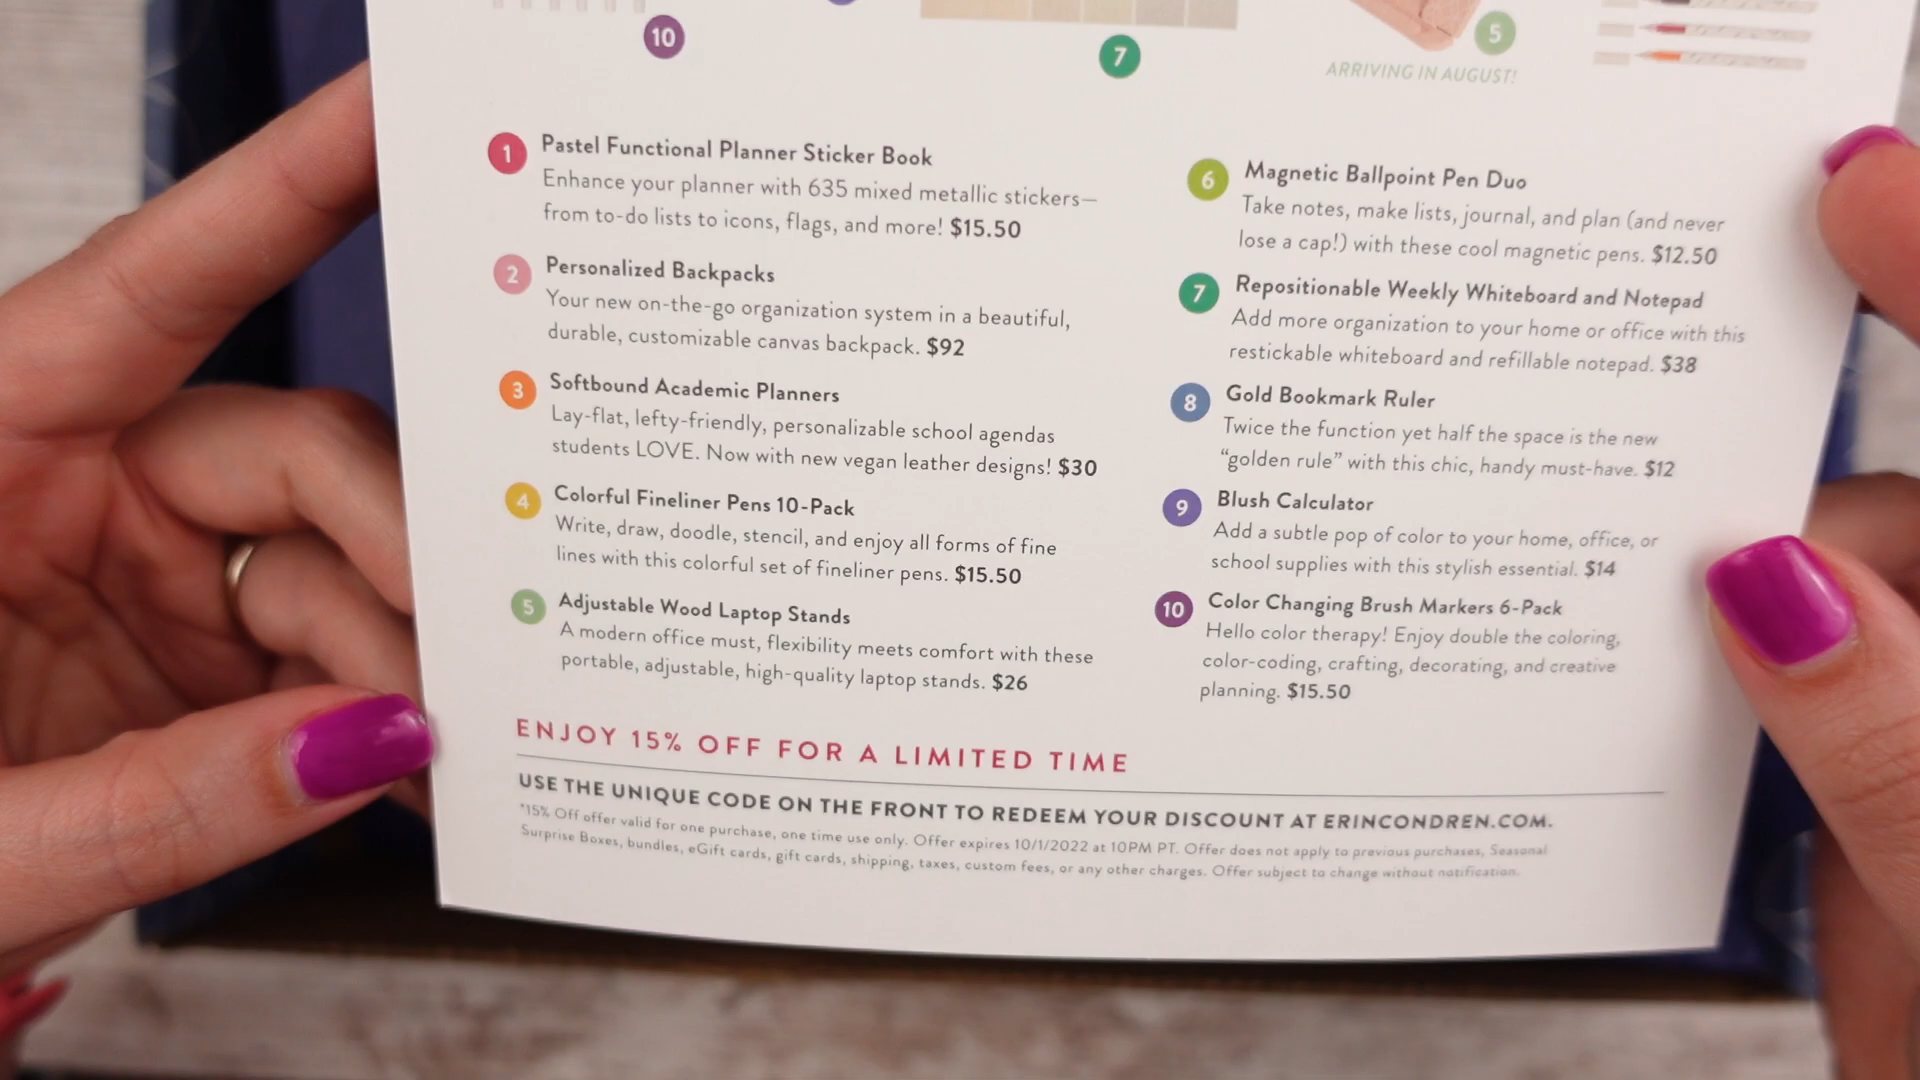 10
7
5
ARRIVING IN AUGUST!
1 Pastel Functional Planner Sticker Book
Enhance your planner with 635 mixed metallic stickers—
from to-do lists to icons, flags, and more! $15.50
2 Personalized Backpacks
Your new on-the-go organization system in a beautiful,
durable, customizable canvas backpack. $92
3 Softbound Academic Planners
Lay-flat, lefty-friendly, personalizable school agendas
students LOVE. Now with new vegan leather designs! $30
4 Colorful Fineliner Pens 10-Pack
Write, draw, doodle, stencil, and enjoy all forms of fine
lines with this colorful set of fineliner pens. $15.50
5 Adjustable Wood Laptop Stands
A modern office must, flexibility meets comfort with these
portable, adjustable, high-quality laptop stands. $26
6 Magnetic Ballpoint Pen Duo
Take notes, make lists, journal, and plan (and never
lose a cap!) with these cool magnetic pens. $12.50
7 Repositionable Weekly Whiteboard and Notepad
Add more organization to your home or office with this
restickable whiteboard and refillable notepad. $38
8 Gold Bookmark Ruler
Twice the function yet half the space is the new
“golden rule” with this chic, handy must-have. $12
9 Blush Calculator
Add a subtle pop of color to your home, office, or
school supplies with this stylish essential. $14
10 Color Changing Brush Markers 6-Pack
Hello color therapy! Enjoy double the coloring,
color-coding, crafting, decorating, and creative
planning. $15.50
ENJOY 15% OFF FOR A LIMITED TIME
USE THE UNIQUE CODE ON THE FRONT TO REDEEM YOUR DISCOUNT AT ERINCONDREN.COM.
*15% Off offer valid for one purchase, one time use only. Offer expires 10/1/2022 at 10PM PT. Offer does not apply to previous purchases, Seasonal
Surprise Boxes, bundles, eGift cards, gift cards, shipping, taxes, custom fees, or any other charges. Offer subject to change without notification.